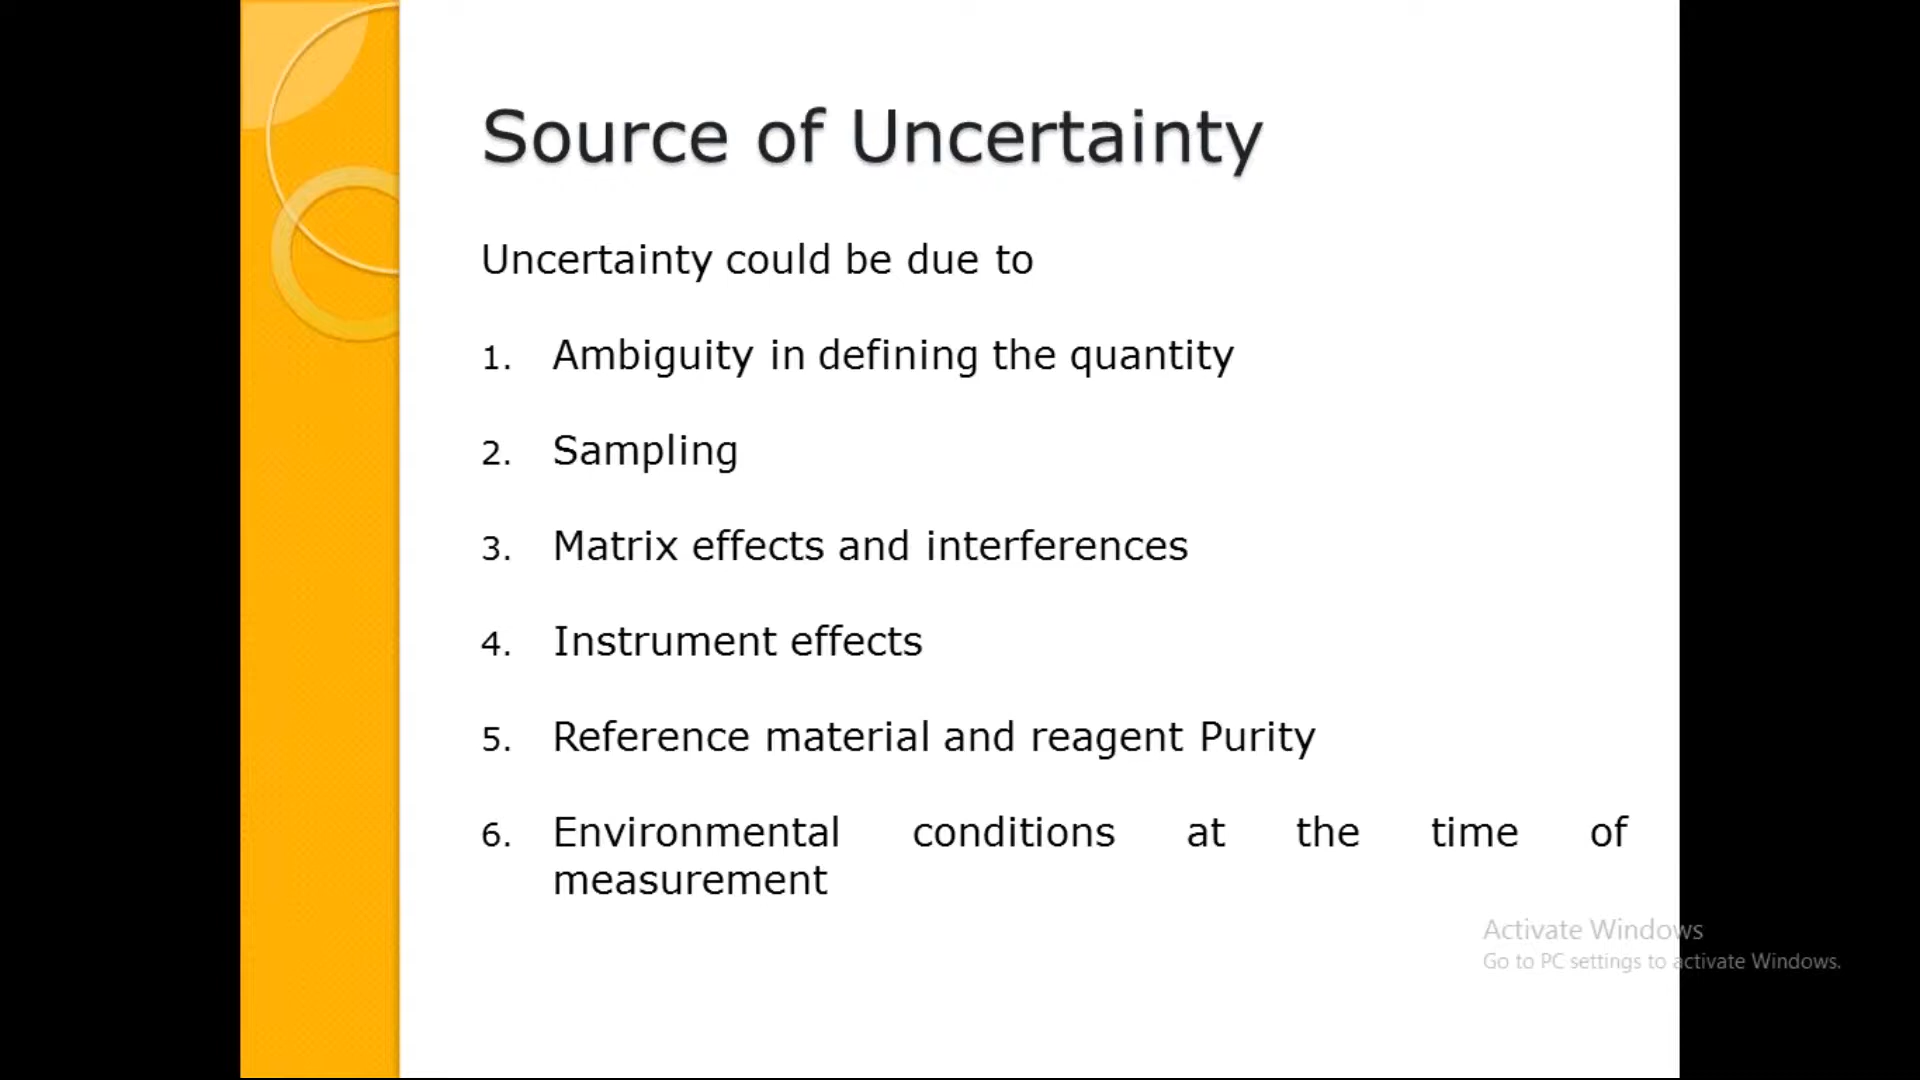 Source of Uncertainty
Uncertainty could be due to
1. Ambiguity in defining the quantity
2. Sampling
3. Matrix effects and interferences
4. Instrument effects
5. Reference material and reagent Purity
6. Environmental conditions at the time of
measurement
Activate Windows
Go to PC settings to activate Windows.